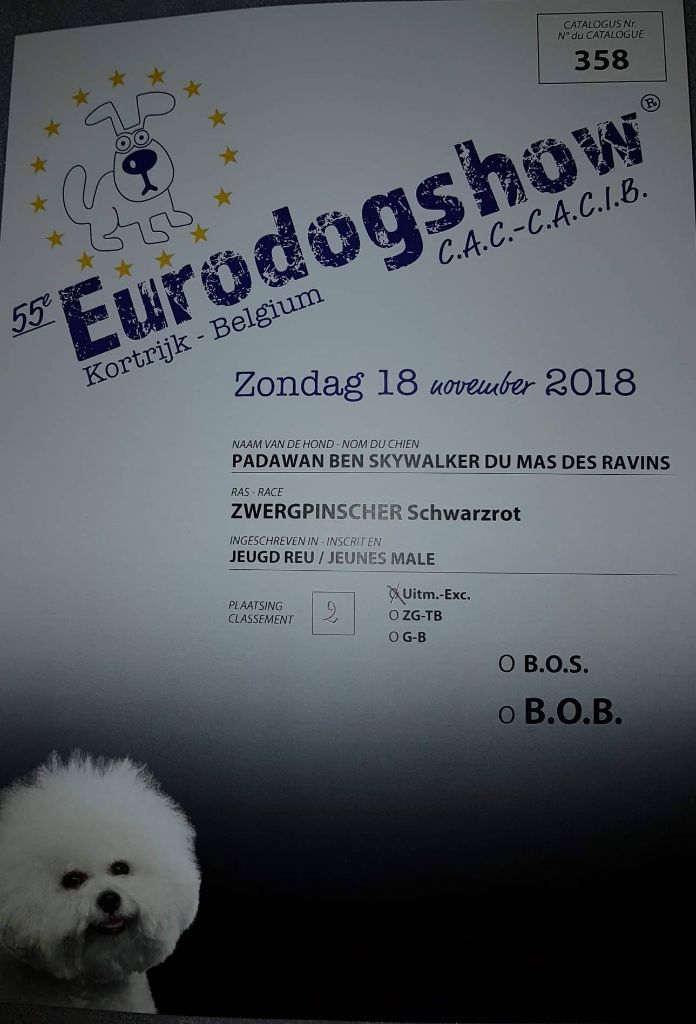 CATALOGUS Nr.
N° du CATALOGUE
358
55e Eurodogshow®
C.A.C.-C.A.C.I.B.
Kortrijk - Belgium
Zondag 18 november 2018
NAAM VAN DE HOND - NOM DU CHIEN
PADAWAN BEN SKYWALKER DU MAS DES RAVINS
RAS - RACE
ZWERGPINSCHER Schwarzrot
INGESCHREVEN IN - INSCRIT EN
JEUGD REU / JEUNES MALE
PLAATSING
CLASSEMENT
2
Uitm.-Exc.
O ZG-TB
O G-B
O B.O.S.
O B.O.B.